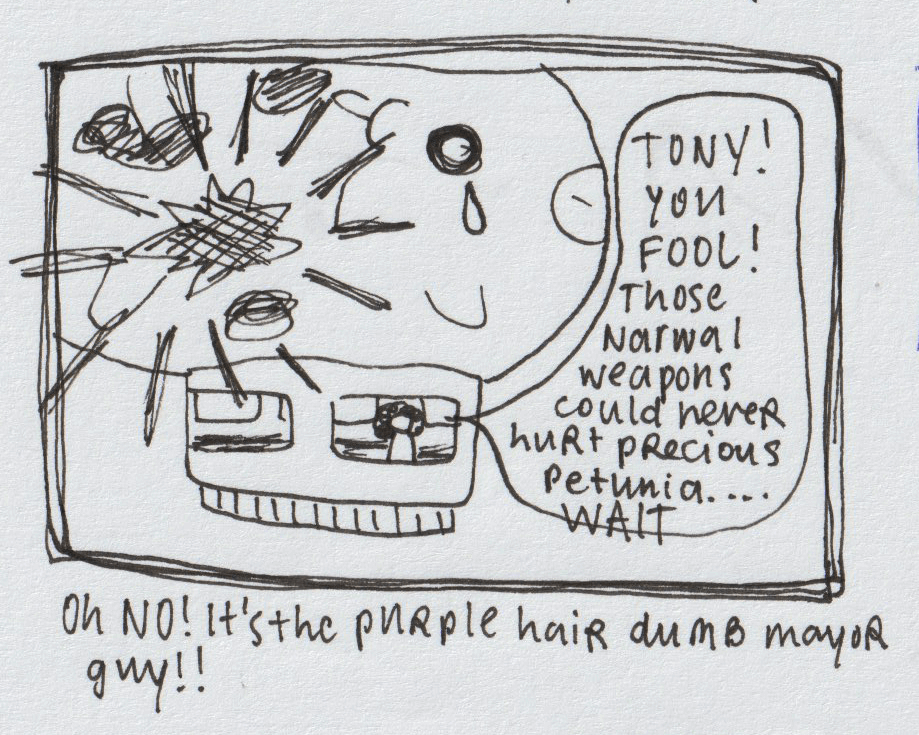 TONY!
YOU
FOOL!
Those
Narwal
weapons
could never
hurt precious
Petunia....
WAIT
Oh NO! It's the purple hair dumb mayor
guy!!